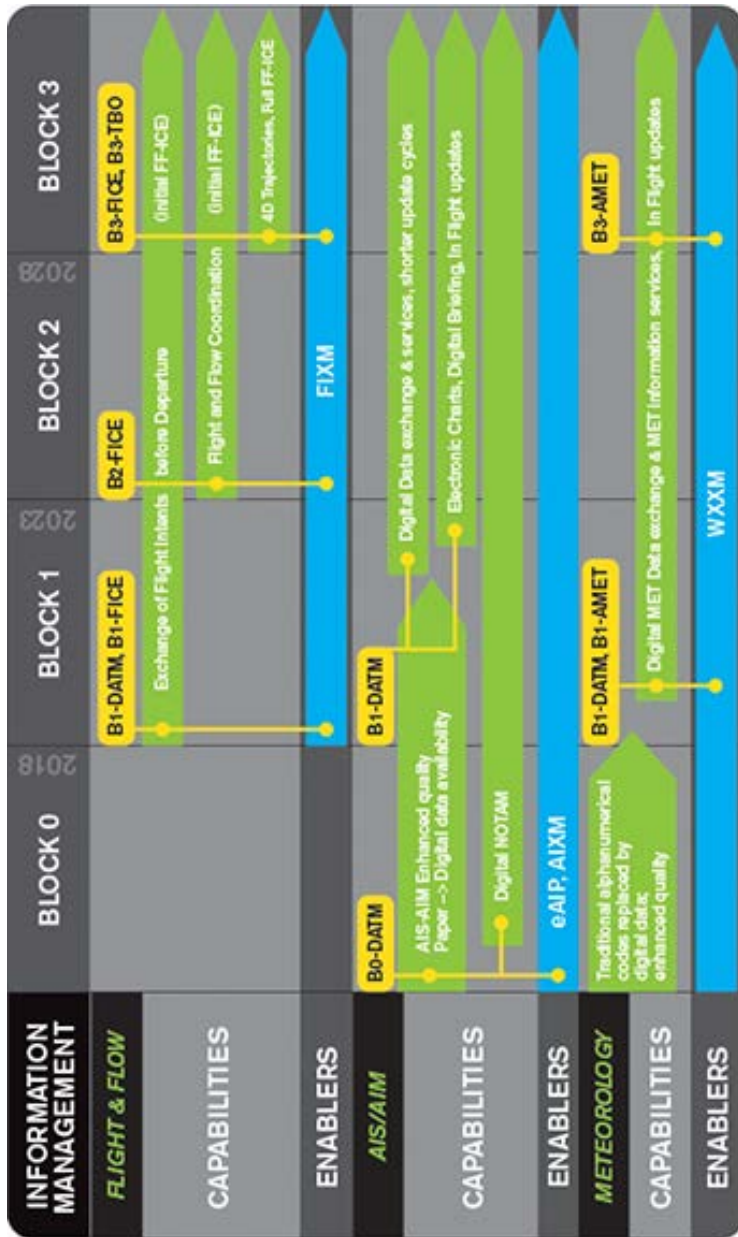 INFORMATION
MANAGEMENT
BLOCK 0
2018
BLOCK 1
2023
BLOCK 2
2028
BLOCK 3
FLIGHT & FLOW
B1-DATM, B1-FICE
B2-FICE
B3-FICE, B3-TBO
CAPABILITIES
Exchange of Flight Intents before Departure (Initial FF-ICE)
Flight and Flow Coordination (Initial FF-ICE)
4D Trajectories, Full FF-ICE
ENABLERS
FIXM
AIS/AIM
B0-DATM
B1-DATM
CAPABILITIES
AIS-AIM Enhanced quality
Paper --> Digital data availability
Digital Data exchange & services, shorter update cycles
Electronic Charts, Digital Briefing, In Flight updates
Digital NOTAM
ENABLERS
eAIP, AIXM
METEOROLOGY
B1-DATM, B1-AMET
B3-AMET
CAPABILITIES
Traditional alphanumerical
codes replaced by
digital data;
enhanced quality
Digital MET Data exchange & MET Information services, In Flight updates
ENABLERS
WXXM